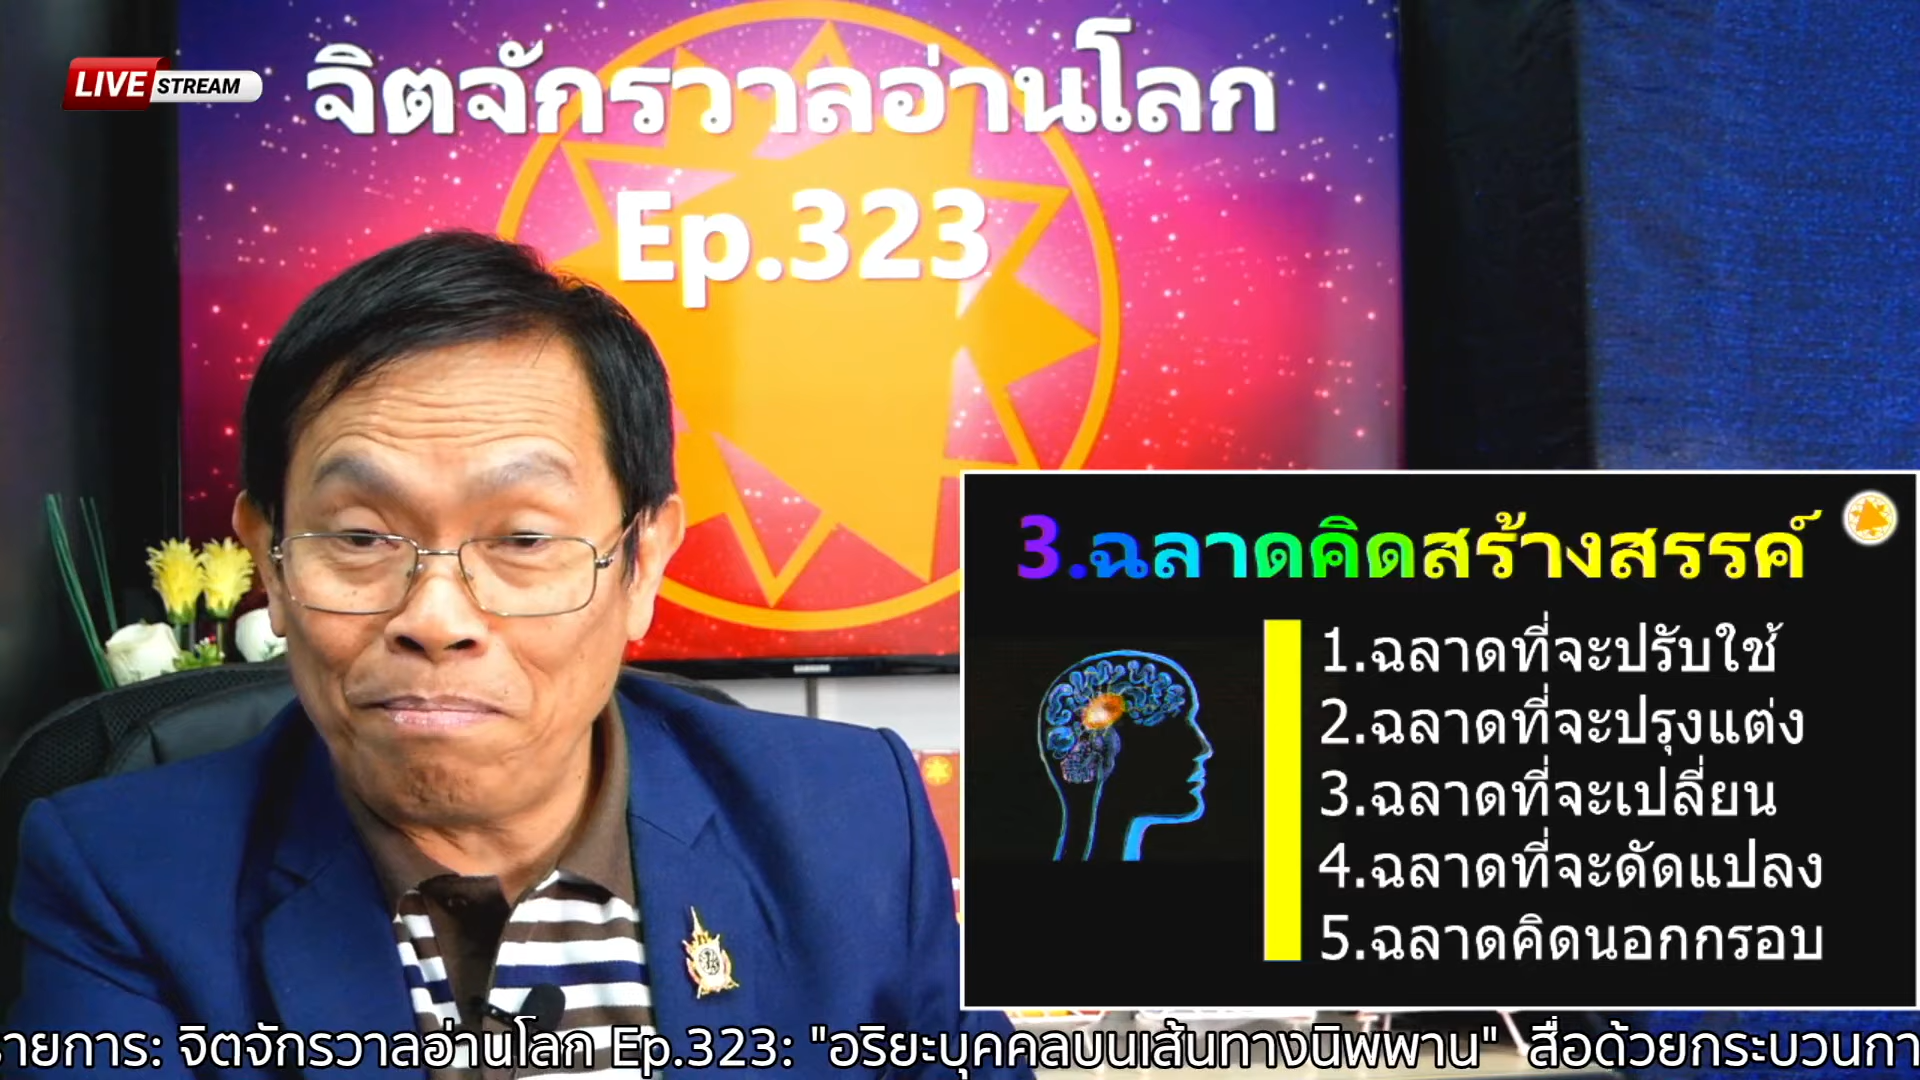 LIVE STREAM
จิตจักรวาลอ่านโลก
Ep.323
3.ฉลาดคิดสร้างสรรค์
1.ฉลาดที่จะปรับใช้
2.ฉลาดที่จะปรุงแต่ง
3.ฉลาดที่จะเปลี่ยน
4.ฉลาดที่จะดัดแปลง
5.ฉลาดคิดนอกกรอบ
รายการ: จิตจักรวาลอ่านโลก Ep.323: "อริยะบุคคลบนเส้นทางนิพพาน" สื่อด้วยกระบวนกา